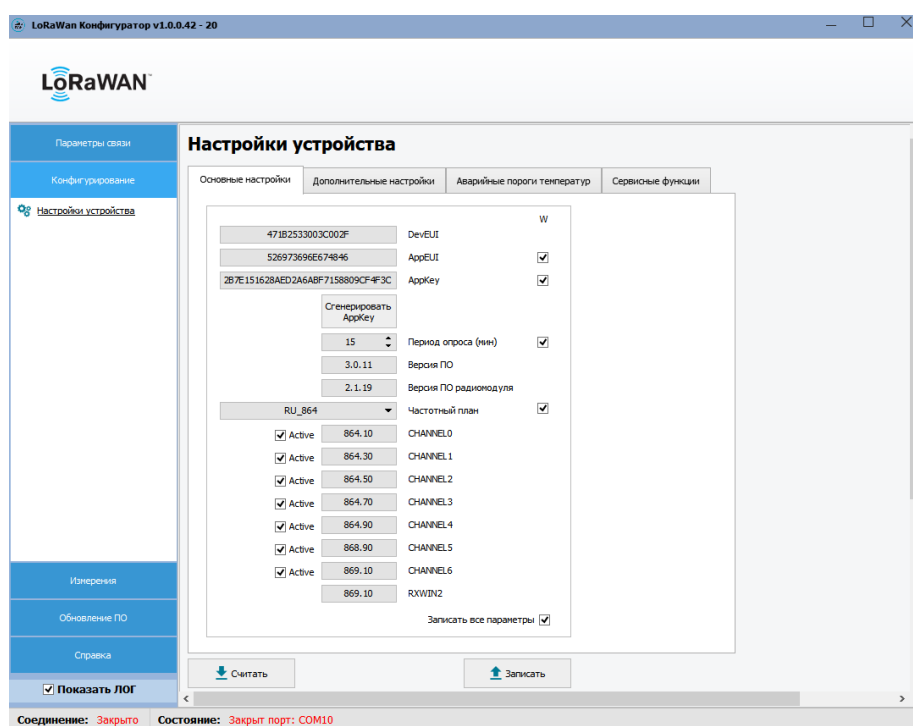 LoRaWan Конфигуратор v1.0.0.42 - 20
LoRaWAN™
Параметры связи
Конфигурирование
Настройки устройства
Измерения
Обновление ПО
Справка
Показать ЛОГ
Настройки устройства
Основные настройки Дополнительные настройки Аварийные пороги температур Сервисные функции
W
471B2533003C002F DevEUI
526973696E674846 AppEUI
2B7E151628AED2A6ABF7158809CF4F3C AppKey
Сгенерировать
AppKey
15 Период опроса (мин)
3.0.11 Версия ПО
2.1.19 Версия ПО радиомодуля
RU_864 Частотный план
Active 864.10 CHANNEL0
Active 864.30 CHANNEL1
Active 864.50 CHANNEL2
Active 864.70 CHANNEL3
Active 864.90 CHANNEL4
Active 868.90 CHANNEL5
Active 869.10 CHANNEL6
869.10 RXWIN2
Записать все параметры
Считать Записать
Соединение: Закрыто Состояние: Закрыт порт: COM10